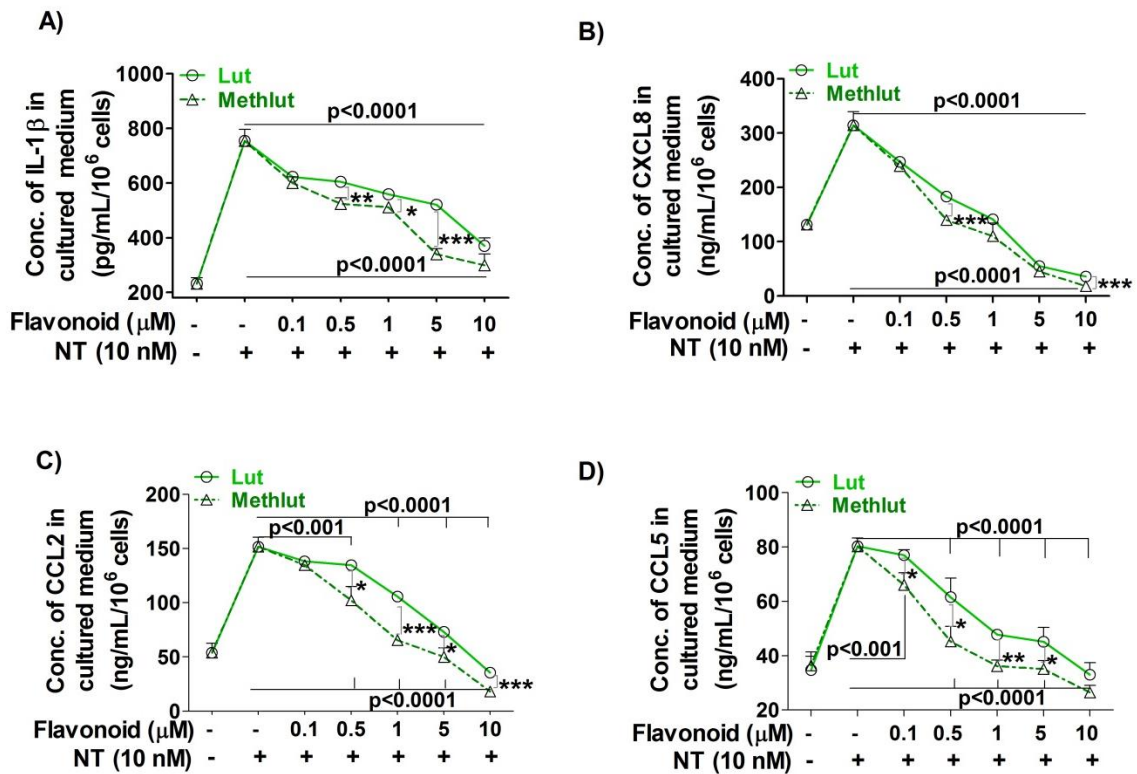 A)
Lut
Methlut
Conc. of IL-1β in
cultured medium
(pg/mL/10⁶ cells)
1000
800
600
400
200
p<0.0001
**
*
***
p<0.0001
Flavonoid (μM) - - 0.1 0.5 1 5 10
NT (10 nM) - + + + + + +
B)
Lut
Methlut
Conc. of CXCL8 in
cultured medium
(ng/mL/10⁶ cells)
400
300
200
100
0
p<0.0001
***
p<0.0001
***
Flavonoid (μM) - - 0.1 0.5 1 5 10
NT (10 nM) - + + + + + +
C)
Lut
Methlut
Conc. of CCL2 in
cultured medium
(ng/mL/10⁶ cells)
200
150
100
50
0
p<0.0001
p<0.001
*
***
*
***
p<0.0001
Flavonoid (μM) - - 0.1 0.5 1 5 10
NT (10 nM) - + + + + + +
D)
Lut
Methlut
Conc. of CCL5 in
cultured medium
(ng/mL/10⁶ cells)
100
80
60
40
20
p<0.0001
*
*
p<0.001
**
*
p<0.0001
Flavonoid (μM) - - 0.1 0.5 1 5 10
NT (10 nM) - + + + + + +